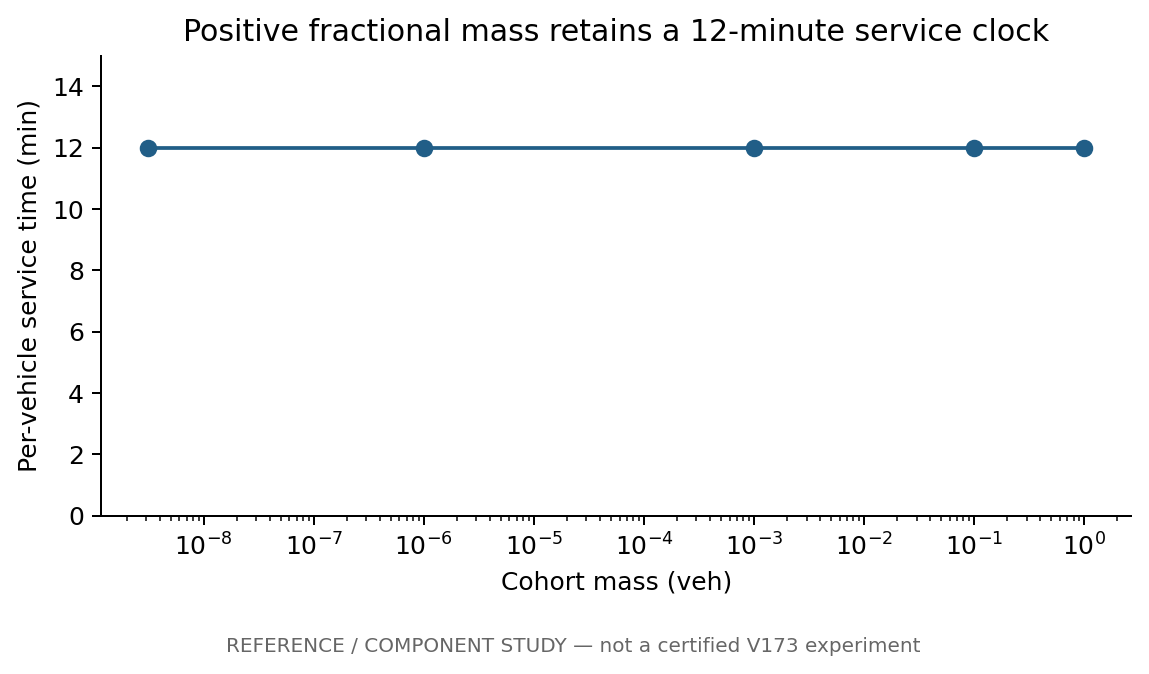 Positive fractional mass retains a 12-minute service clock
Per-vehicle service time (min)
14
12
10
8
6
4
2
0
10⁻⁸ 10⁻⁷ 10⁻⁶ 10⁻⁵ 10⁻⁴ 10⁻³ 10⁻² 10⁻¹ 10⁰
Cohort mass (veh)
REFERENCE / COMPONENT STUDY — not a certified V173 experiment